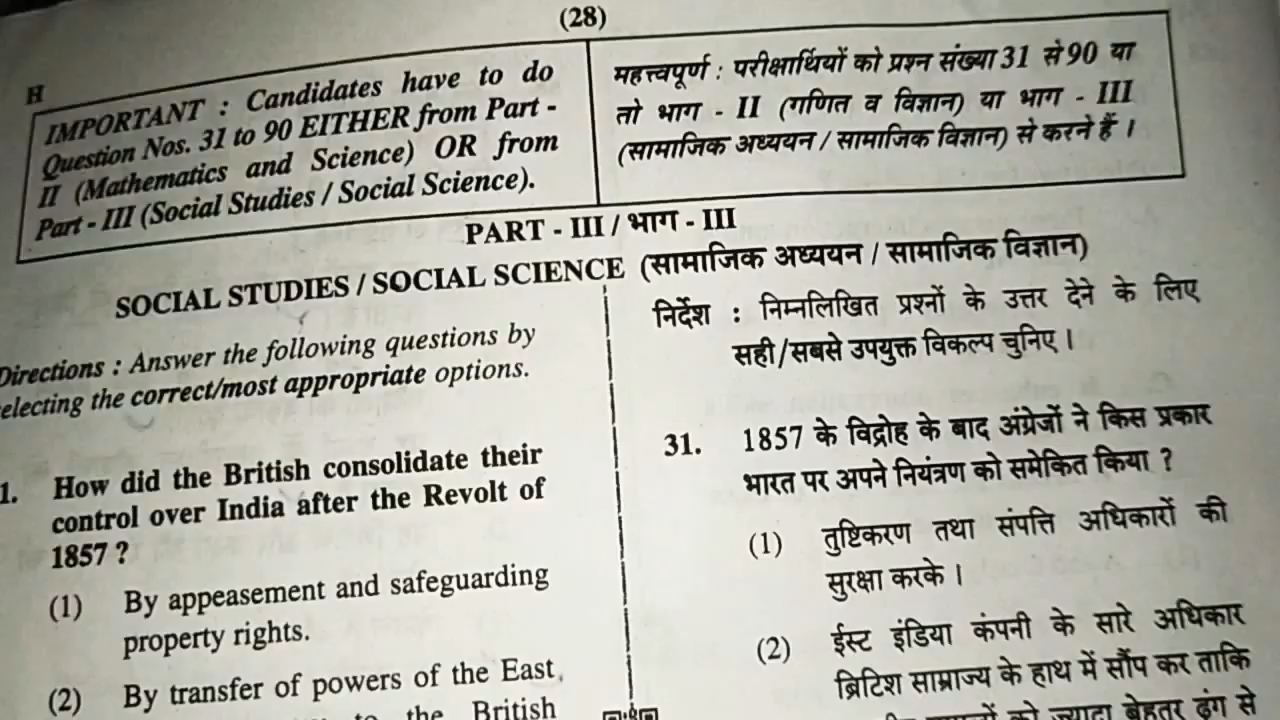 (28)
H
IMPORTANT : Candidates have to do
Question Nos. 31 to 90 EITHER from Part -
II (Mathematics and Science) OR from
Part - III (Social Studies / Social Science).
महत्त्वपूर्ण : परीक्षार्थियों को प्रश्न संख्या 31 से 90 या
तो भाग - II (गणित व विज्ञान) या भाग - III
(सामाजिक अध्ययन / सामाजिक विज्ञान) से करने हैं ।
PART - III / भाग - III
SOCIAL STUDIES / SOCIAL SCIENCE (सामाजिक अध्ययन / सामाजिक विज्ञान)
Directions : Answer the following questions by
electing the correct/most appropriate options.
1. How did the British consolidate their
control over India after the Revolt of
1857 ?
(1) By appeasement and safeguarding
property rights.
(2) By transfer of powers of the East
to the British
निर्देश : निम्नलिखित प्रश्नों के उत्तर देने के लिए
सही/सबसे उपयुक्त विकल्प चुनिए ।
31. 1857 के विद्रोह के बाद अंग्रेजों ने किस प्रकार
भारत पर अपने नियंत्रण को समेकित किया ?
(1) तुष्टिकरण तथा संपत्ति अधिकारों की
सुरक्षा करके ।
(2) ईस्ट इंडिया कंपनी के सारे अधिकार
ब्रिटिश साम्राज्य के हाथ में सौंप कर ताकि
को ज्यादा बेहतर ढंग से